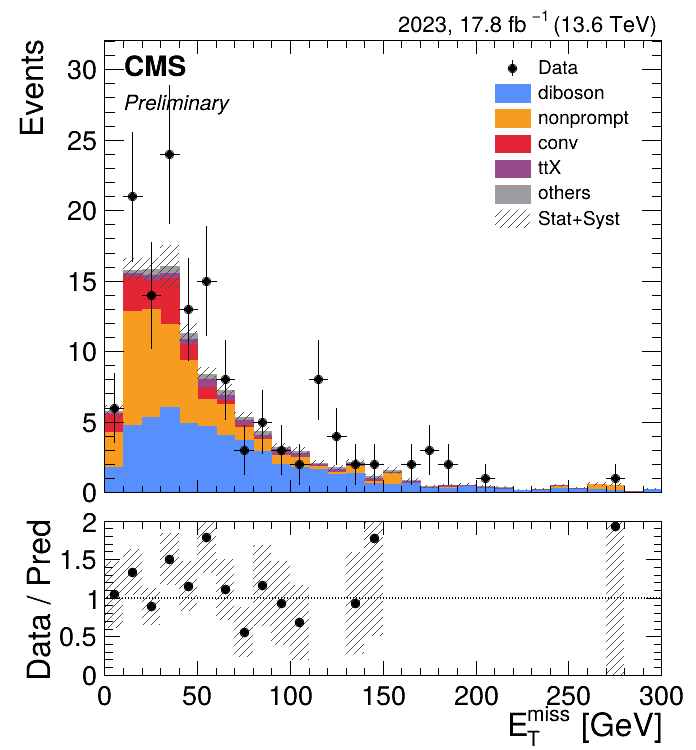 2023, 17.8 fb⁻¹ (13.6 TeV)
CMS
Preliminary
Events
30
25
20
15
10
5
0
Data
diboson
nonprompt
conv
ttX
others
Stat+Syst
Data / Pred
2
1.5
1
0.5
0
0 50 100 150 200 250 300
E_T^miss [GeV]